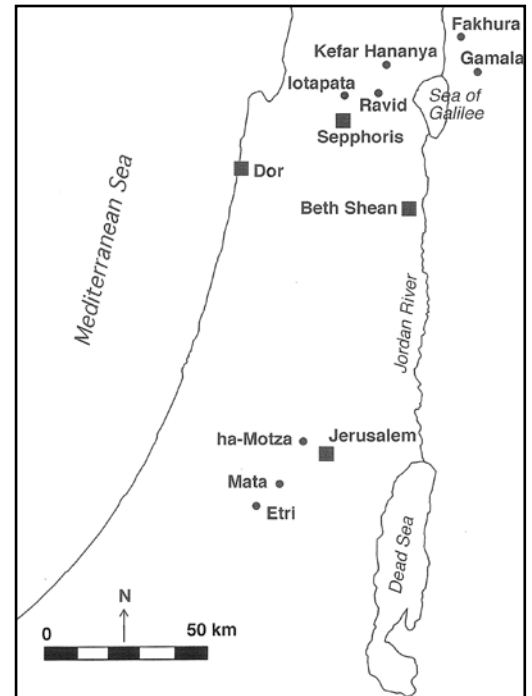 Fakhura
Kefar Hananya
Gamala
Iotapata
Ravid
Sea of
Galilee
Sepphoris
Dor
Beth Shean
Mediterranean Sea
Jordan River
ha-Motza
Jerusalem
Mata
Etri
Dead Sea
N
0 50 km